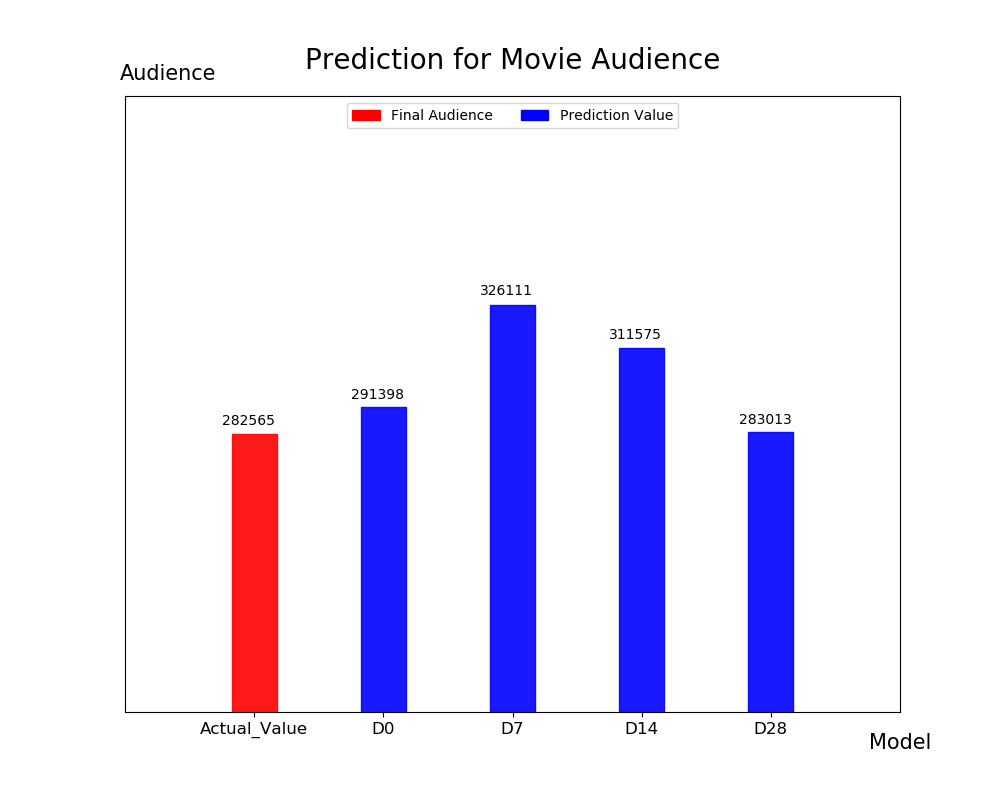 Prediction for Movie Audience
Audience
Final Audience Prediction Value
326111
311575
291398
282565
283013
Actual_Value D0 D7 D14 D28
Model